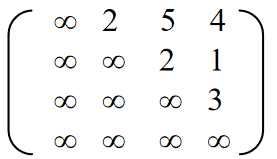 ∞ 2 5 4
∞ ∞ 2 1
∞ ∞ ∞ 3
∞ ∞ ∞ ∞